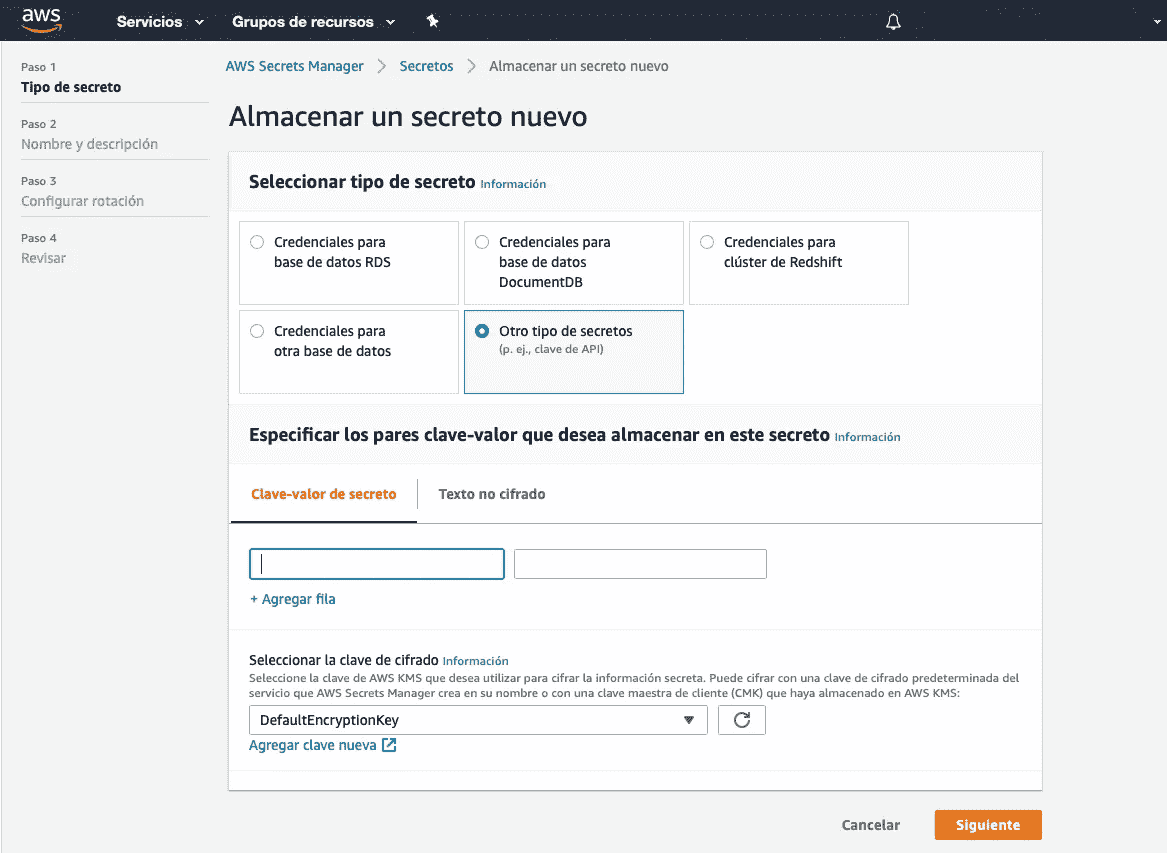 aws
Servicios
Grupos de recursos
Paso 1
Tipo de secreto
Paso 2
Nombre y descripción
Paso 3
Configurar rotación
Paso 4
Revisar
AWS Secrets Manager > Secretos > Almacenar un secreto nuevo
Almacenar un secreto nuevo
Seleccionar tipo de secreto Información
Credenciales para
base de datos RDS
Credenciales para
base de datos
DocumentDB
Credenciales para
clúster de Redshift
Credenciales para
otra base de datos
Otro tipo de secretos
(p. ej., clave de API)
Especificar los pares clave-valor que desea almacenar en este secreto Información
Clave-valor de secreto
Texto no cifrado
+ Agregar fila
Seleccionar la clave de cifrado Información
Seleccione la clave de AWS KMS que desea utilizar para cifrar la información secreta. Puede cifrar con una clave de cifrado predeterminada del
servicio que AWS Secrets Manager crea en su nombre o con una clave maestra de cliente (CMK) que haya almacenado en AWS KMS:
DefaultEncryptionKey
Agregar clave nueva
Cancelar
Siguiente